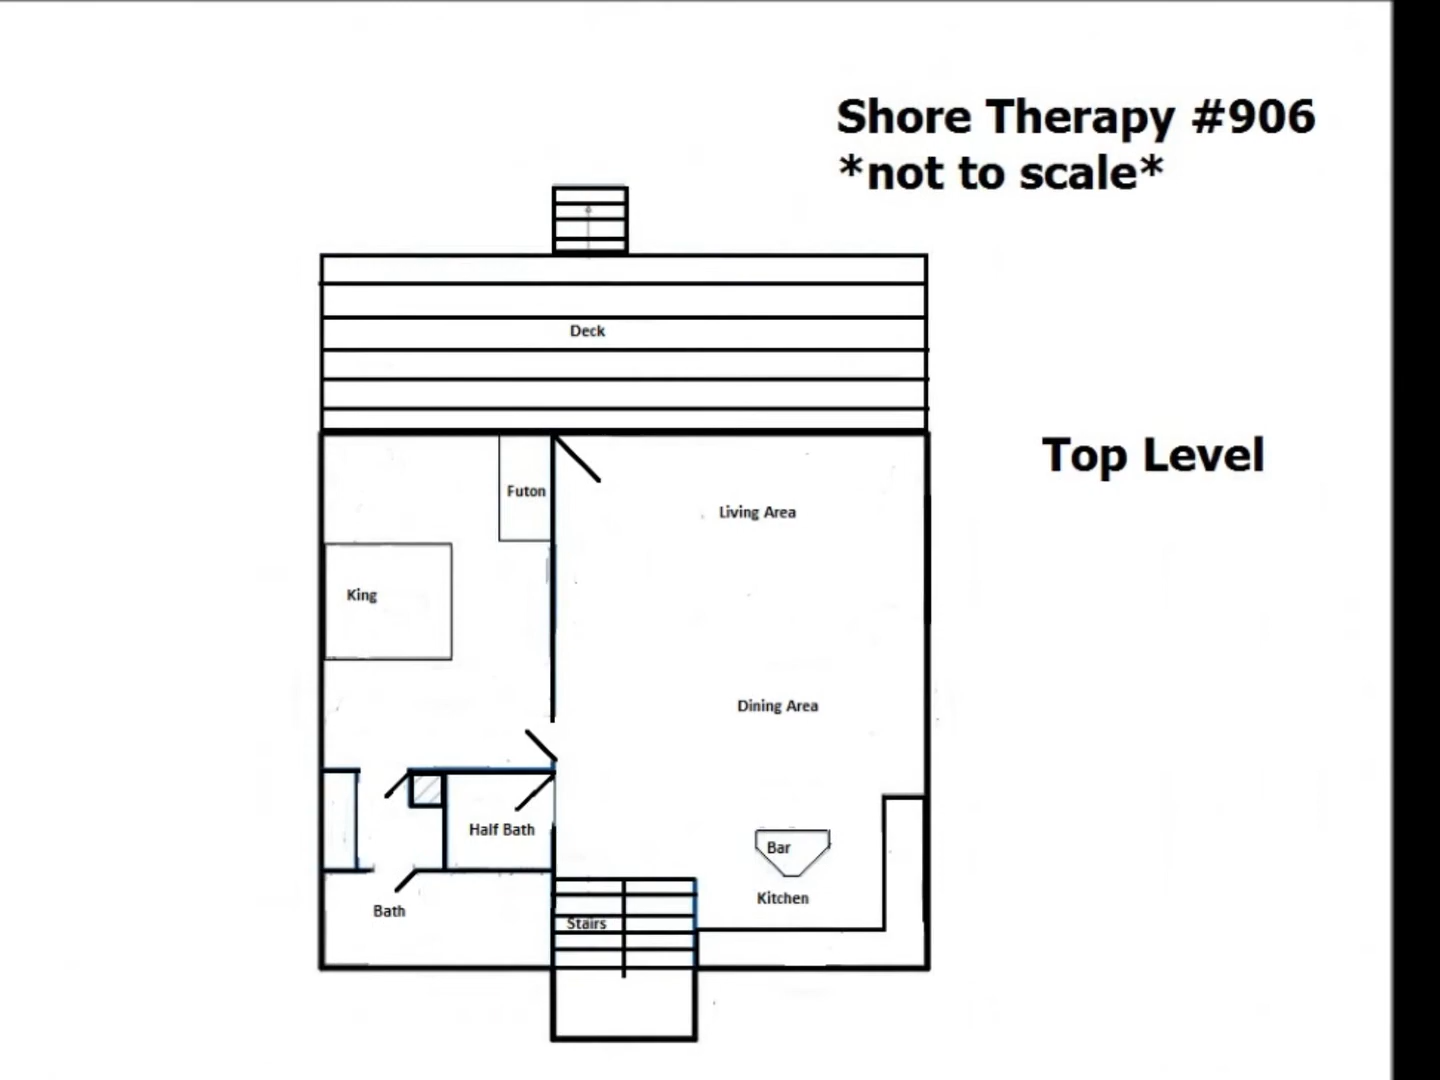 Shore Therapy #906
*not to scale*
Deck
Top Level
Futon
Living Area
King
Dining Area
Half Bath
Bar
Kitchen
Bath
Stairs